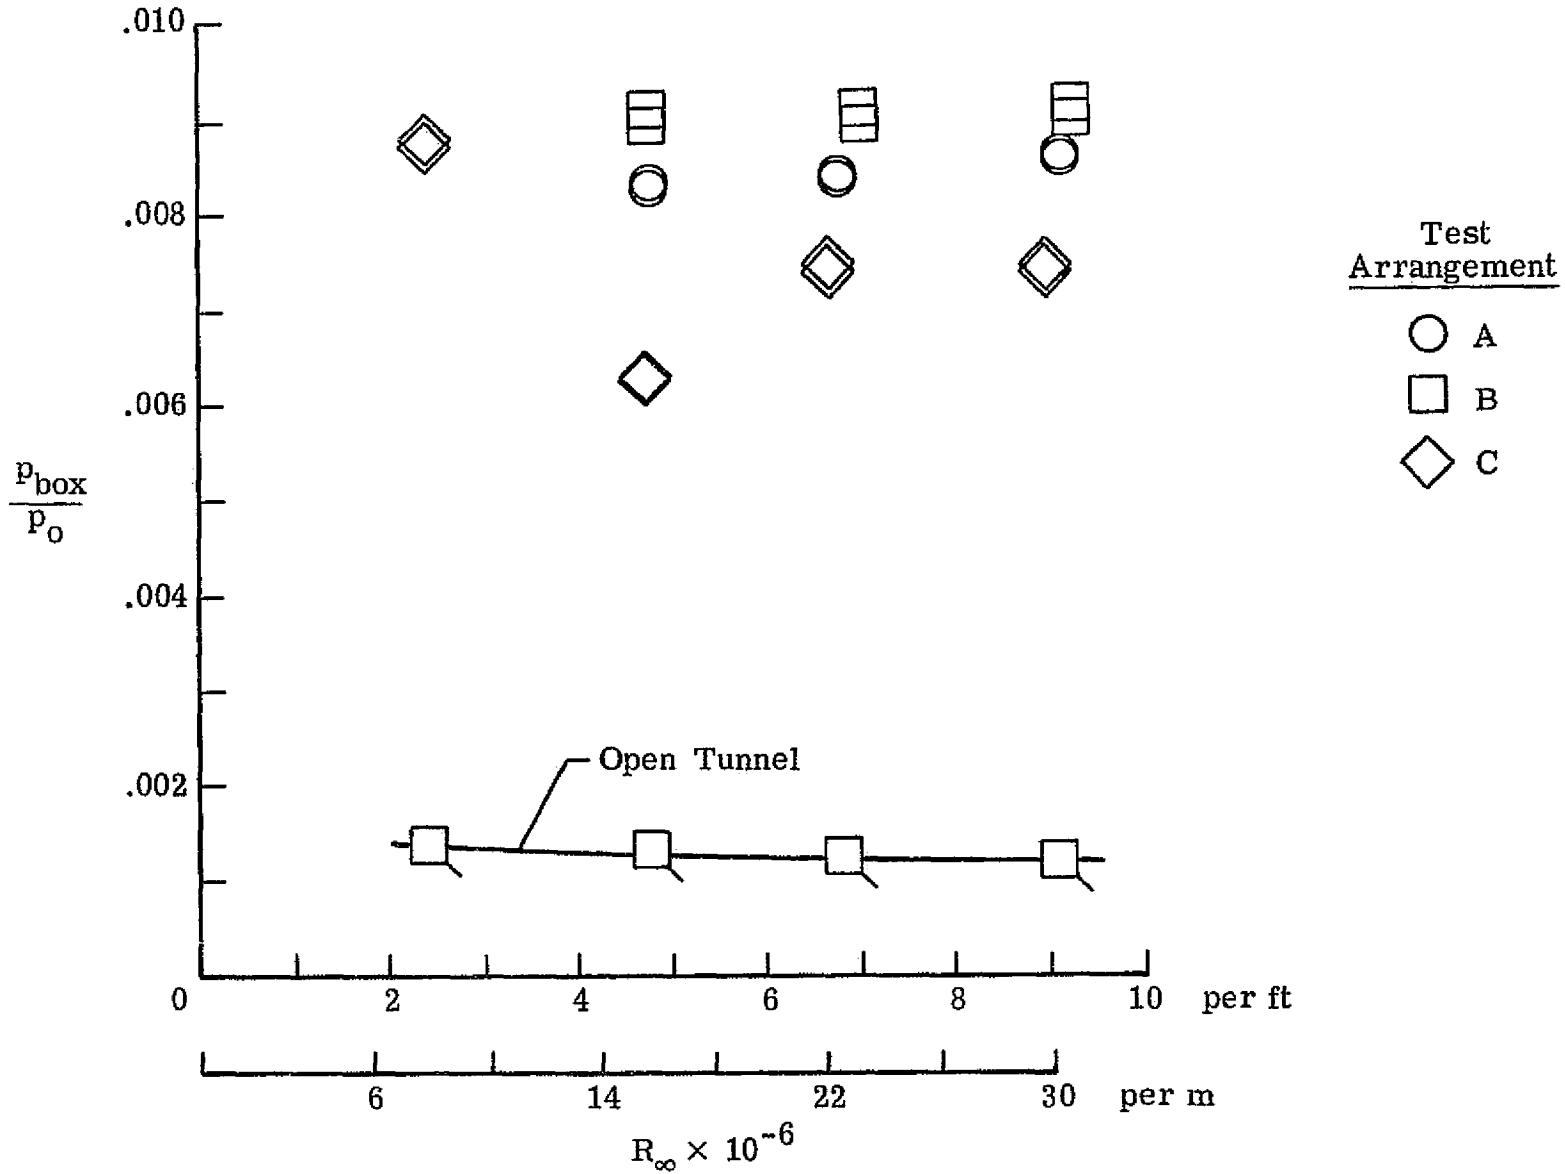 .010
.008
.006
.004
.002
p_box
p_o
Test
Arrangement
A
B
C
Open Tunnel
0 2 4 6 8 10 per ft
6 14 22 30 per m
R∞ × 10⁻⁶